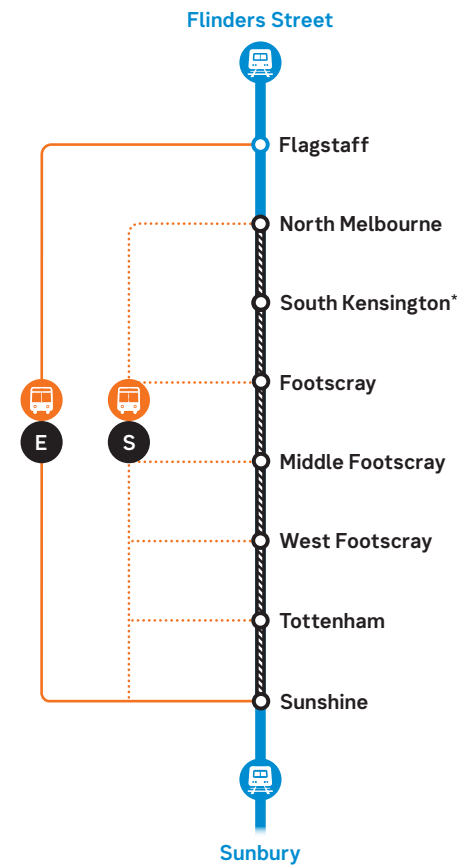 Flinders Street
Flagstaff
North Melbourne
South Kensington*
Footscray
E
S
Middle Footscray
West Footscray
Tottenham
Sunshine
Sunbury